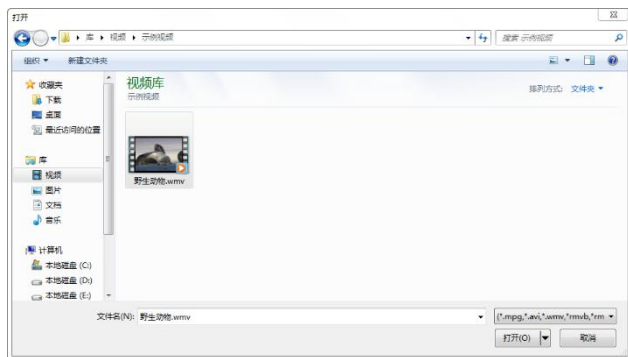 打开
库 ▸ 视频 ▸ 示例视频
搜索 示例视频
组织 新建文件夹
收藏夹
下载
桌面
最近访问的位置
库
视频
图片
文档
音乐
计算机
本地磁盘 (C:)
本地磁盘 (D:)
本地磁盘 (E:)
视频库
示例视频
排列方式: 文件夹
野生动物.wmv
文件名(N): 野生动物.wmv
(*.mpg,*.avi,*.wmv,*rmvb,*rm
打开(O) 取消